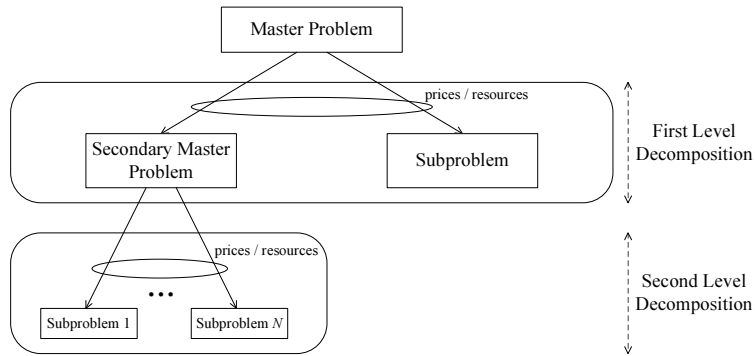 Master Problem
prices / resources
Secondary Master
Problem
Subproblem
First Level
Decomposition
prices / resources
...
Subproblem 1
Subproblem N
Second Level
Decomposition